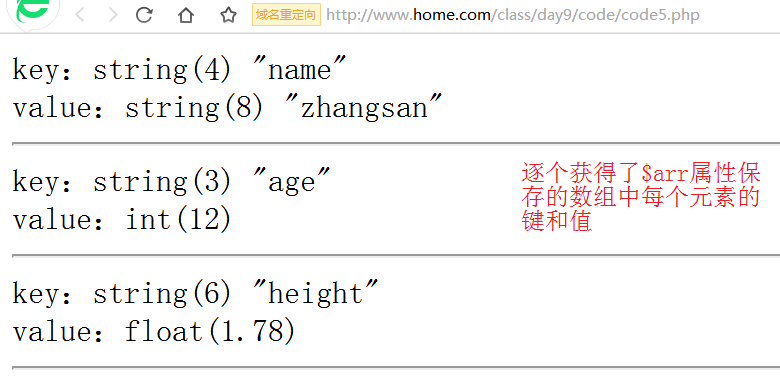 域名重定向 http://www.home.com/class/day9/code/code5.php
key：string(4) "name"
value：string(8) "zhangsan"
key：string(3) "age"
value：int(12)
逐个获得了$arr属性保
存的数组中每个元素的
键和值
key：string(6) "height"
value：float(1.78)